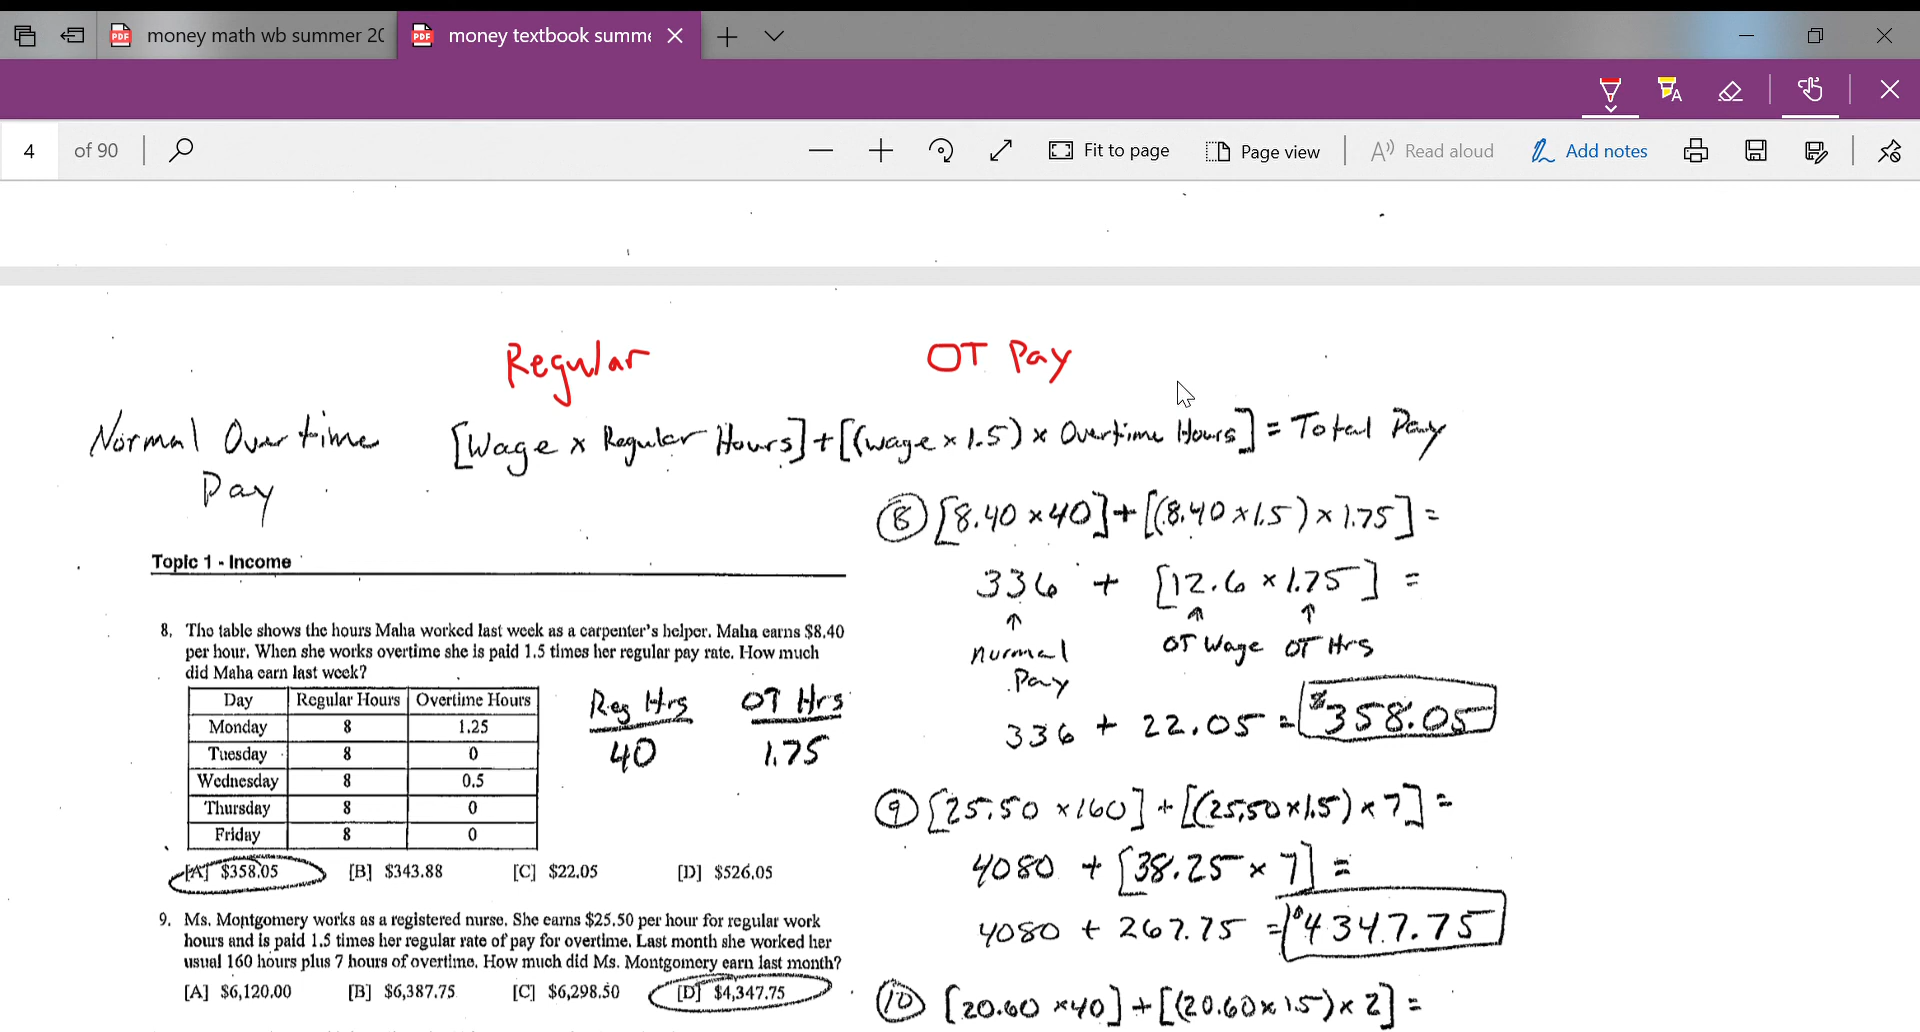 money math wb summer 20
money textbook summe
4 of 90
Fit to page
Page view
Read aloud
Add notes
Regular
OT Pay
Normal Overtime Pay
[Wage x Regular Hours] + [(wage x 1.5) x Overtime Hours] = Total Pay
⑧ [8.40 x 40] + [(8.40 x 1.5) x 1.75] =
336 + [12.6 x 1.75] =
↑ ↑ ↑
normal Pay
OT Wage OT Hrs
336 + 22.05 = $358.05
Topic 1 - Income
8. The table shows the hours Maha worked last week as a carpenter's helper. Maha earns $8.40
per hour. When she works overtime she is paid 1.5 times her regular pay rate. How much
did Maha earn last week?
Day Regular Hours Overtime Hours
Monday 8 1.25
Tuesday 8 0
Wednesday 8 0.5
Thursday 8 0
Friday 8 0
Reg Hrs OT Hrs
40 1.75
[A] $358.05 [B] $343.88 [C] $22.05 [D] $526.05
9. Ms. Montgomery works as a registered nurse. She earns $25.50 per hour for regular work
hours and is paid 1.5 times her regular rate of pay for overtime. Last month she worked her
usual 160 hours plus 7 hours of overtime. How much did Ms. Montgomery earn last month?
[A] $6,120.00 [B] $6,387.75 [C] $6,298.50 [D] $4,347.75
⑨ [25.50 x 160] + [(25.50 x 1.5) x 7] =
4080 + [38.25 x 7] =
4080 + 267.75 = $4347.75
⑩ [20.60 x 40] + [(20.60 x 1.5) x 2] =